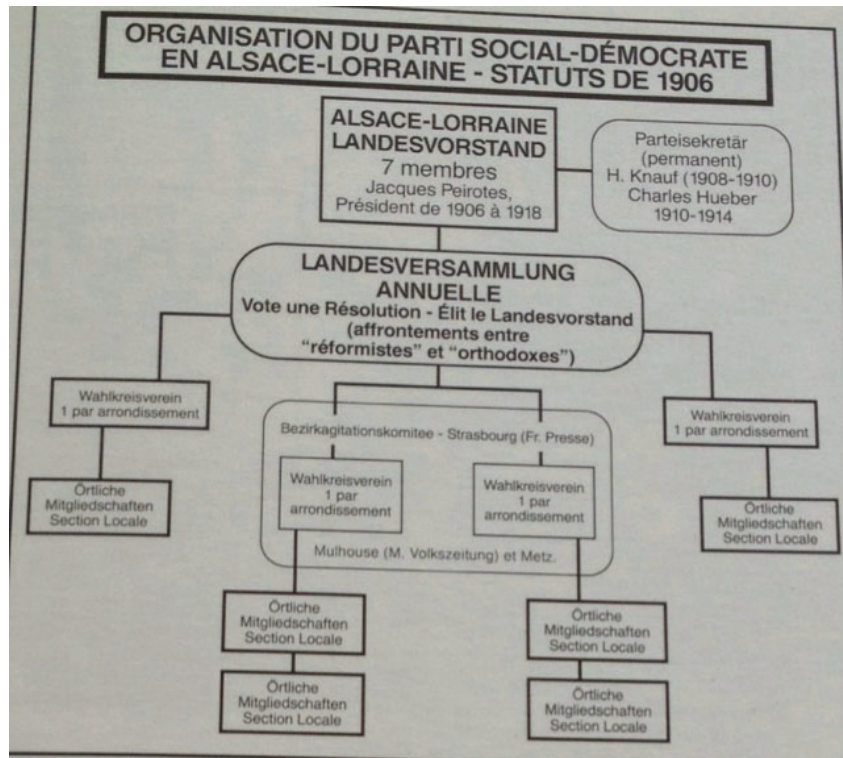 ORGANISATION DU PARTI SOCIAL-DÉMOCRATE
EN ALSACE-LORRAINE - STATUTS DE 1906
ALSACE-LORRAINE
LANDESVORSTAND
7 membres
Jacques Peirotes,
Président de 1906 à 1918
Parteisekretär
(permanent)
H. Knauf (1908-1910)
Charles Hueber
1910-1914
LANDESVERSAMMLUNG
ANNUELLE
Vote une Résolution - Élit le Landesvorstand
(affrontements entre
“réformistes” et “orthodoxes”)
Wahlkreisverein
1 par arrondissement
Örtliche
Mitgliedschaften
Section Locale
Bezirkagitationskomitee - Strasbourg (Fr. Presse)
Wahlkreisverein
1 par
arrondissement
Wahlkreisverein
1 par
arrondissement
Mulhouse (M. Volkszeitung) et Metz.
Wahlkreisverein
1 par arrondissement
Örtliche
Mitgliedschaften
Section Locale
Örtliche
Mitgliedschaften
Section Locale
Örtliche
Mitgliedschaften
Section Locale
Örtliche
Mitgliedschaften
Section Locale
Örtliche
Mitgliedschaften
Section Locale